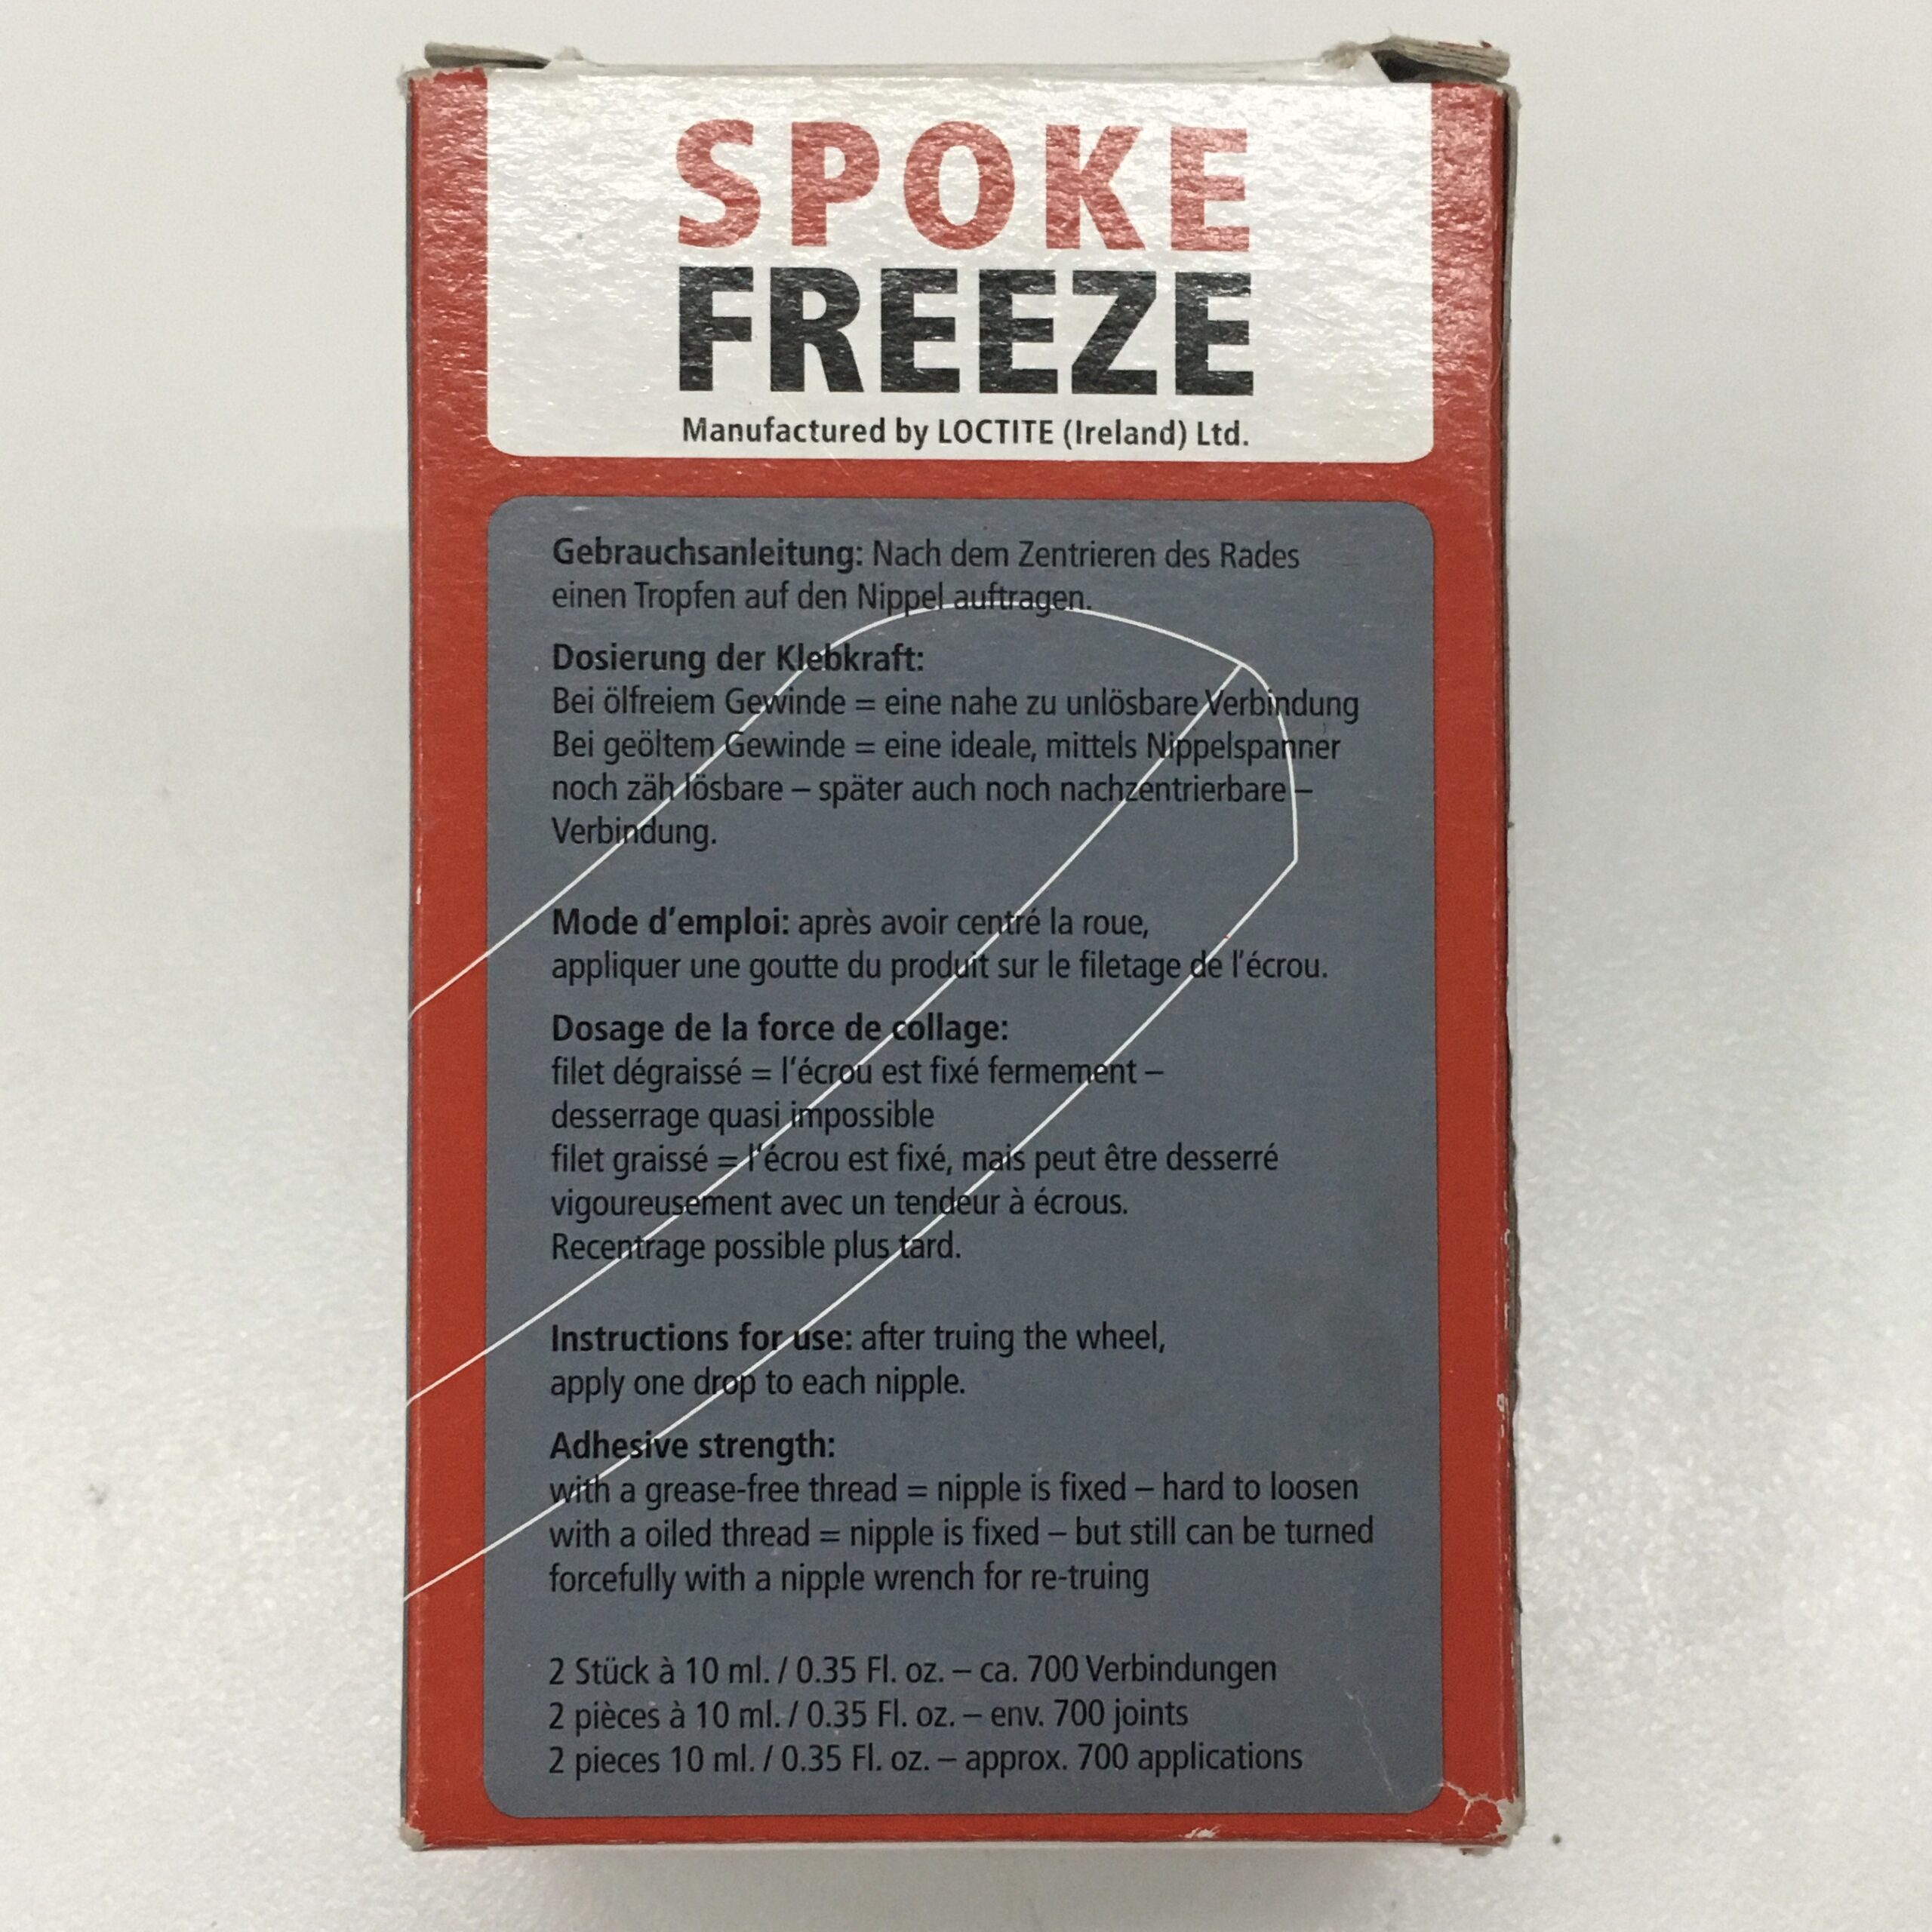 SPOKE
FREEZE
Manufactured by LOCTITE (Ireland) Ltd.
Gebrauchsanleitung: Nach dem Zentrieren des Rades
einen Tropfen auf den Nippel auftragen.
Dosierung der Klebkraft:
Bei ölfreiem Gewinde = eine nahe zu unlösbare Verbindung
Bei geöltem Gewinde = eine ideale, mittels Nippelspanner
noch zäh lösbare – später auch noch nachzentrierbare –
Verbindung.
Mode d'emploi: après avoir centré la roue,
appliquer une goutte du produit sur le filetage de l'écrou.
Dosage de la force de collage:
filet dégraissé = l'écrou est fixé fermement –
desserrage quasi impossible
filet graissé = l'écrou est fixé, mais peut être desserré
vigoureusement avec un tendeur à écrous.
Recentrage possible plus tard.
Instructions for use: after truing the wheel,
apply one drop to each nipple.
Adhesive strength:
with a grease-free thread = nipple is fixed – hard to loosen
with a oiled thread = nipple is fixed – but still can be turned
forcefully with a nipple wrench for re-truing
2 Stück à 10 ml. / 0.35 Fl. oz. – ca. 700 Verbindungen
2 pièces à 10 ml. / 0.35 Fl. oz. – env. 700 joints
2 pieces 10 ml. / 0.35 Fl. oz. – approx. 700 applications